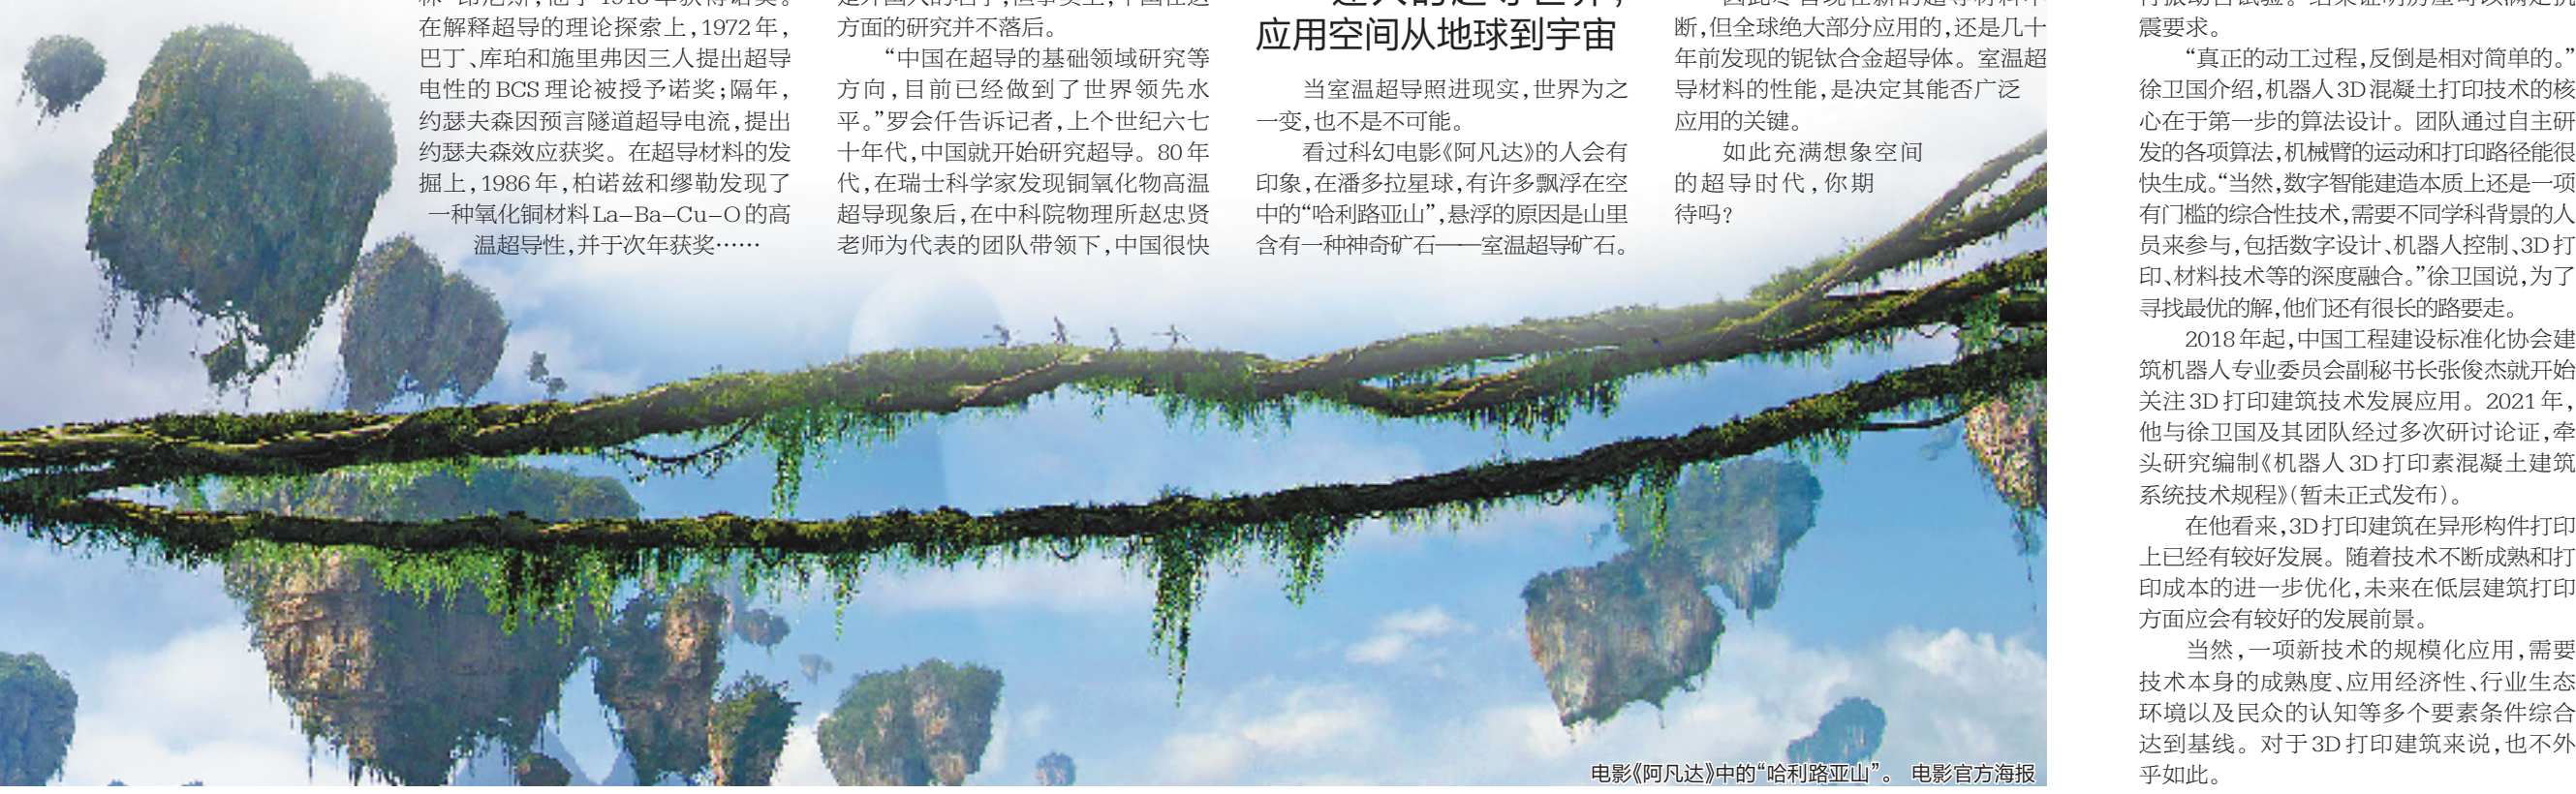 在解释超导的理论探索上,1972年,
巴丁、库珀和施里弗因三人提出超导
电性的BCS理论被授予诺奖;隔年,
约瑟夫森因预言隧道超导电流,提出
约瑟夫森效应获奖。在超导材料的发
掘上,1986年,柏诺兹和缪勒发现了
一种氧化铜材料La-Ba-Cu-O的高
温超导性,并于次年获奖……
方面的研究并不落后。
“中国在超导的基础领域研究等
方向,目前已经做到了世界领先水
平。”罗会仟告诉记者,上个世纪六七
十年代,中国就开始研究超导。80年
代,在瑞士科学家发现铜氧化物高温
超导现象后,在中科院物理所赵忠贤
老师为代表的团队带领下,中国很快
应用空间从地球到宇宙
当室温超导照进现实,世界为之
一变,也不是不可能。
看过科幻电影《阿凡达》的人会有
印象,在潘多拉星球,有许多飘浮在空
中的“哈利路亚山”,悬浮的原因是山里
含有一种神奇矿石——室温超导矿石。
断,但全球绝大部分应用的,还是几十
年前发现的铌钛合金超导体。室温超
导材料的性能,是决定其能否广泛
应用的关键。
如此充满想象空间
的超导时代,你期
待吗?
电影《阿凡达》中的“哈利路亚山”。 电影官方海报
震要求。
“真正的动工过程,反倒是相对简单的。”
徐卫国介绍,机器人3D混凝土打印技术的核
心在于第一步的算法设计。团队通过自主研
发的各项算法,机械臂的运动和打印路径能很
快生成。“当然,数字智能建造本质上还是一项
有门槛的综合性技术,需要不同学科背景的人
员来参与,包括数字设计、机器人控制、3D打
印、材料技术等的深度融合。”徐卫国说,为了
寻找最优的解,他们还有很长的路要走。
2018年起,中国工程建设标准化协会建
筑机器人专业委员会副秘书长张俊杰就开始
关注3D打印建筑技术发展应用。2021年,
他与徐卫国及其团队经过多次研讨论证,牵
头研究编制《机器人3D打印素混凝土建筑
系统技术规程》(暂未正式发布)。
在他看来,3D打印建筑在异形构件打印
上已经有较好发展。随着技术不断成熟和打
印成本的进一步优化,未来在低层建筑打印
方面应会有较好的发展前景。
当然,一项新技术的规模化应用,需要
技术本身的成熟度、应用经济性、行业生态
环境以及民众的认知等多个要素条件综合
达到基线。对于3D打印建筑来说,也不外
乎如此。